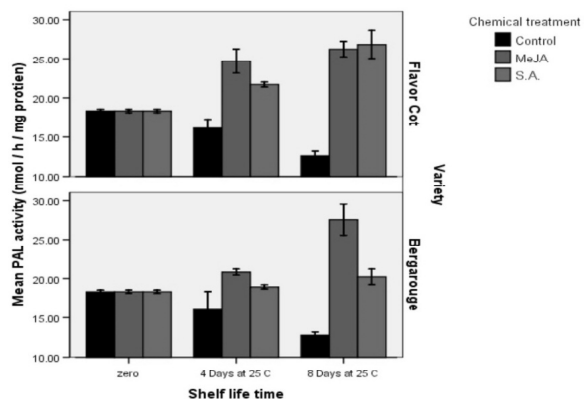 Chemical treatment
Control
MeJA
S.A.
Mean PAL activity (nmol / h / mg protien)
30.00
25.00
20.00
15.00
10.00
Flavor Cot
30.00
25.00
20.00
15.00
10.00
Bergarouge
Variety
zero
4 Days at 25 C
8 Days at 25 C
Shelf life time